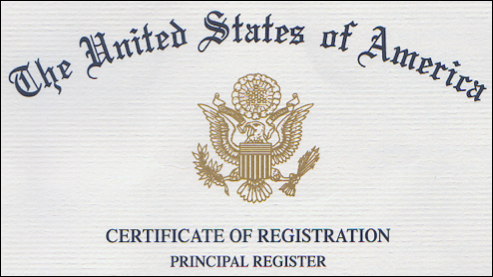 The United States of America
CERTIFICATE OF REGISTRATION
PRINCIPAL REGISTER